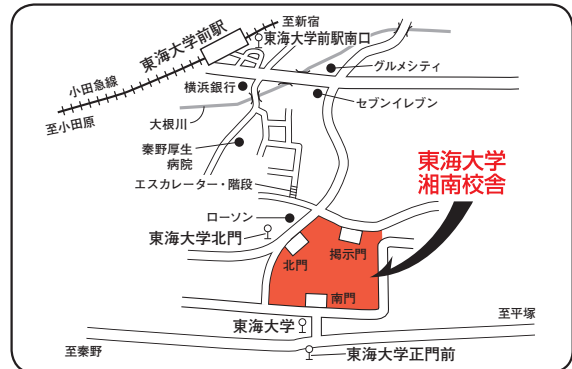 至新宿
東海大学前駅
東海大学前駅南口
グルメシティ
小田急線
横浜銀行
セブンイレブン
至小田原
大根川
秦野厚生
病院
東海大学
湘南校舎
エスカレーター・階段
ローソン
東海大学北門
掲示門
北門
南門
至平塚
東海大学
至秦野
東海大学正門前